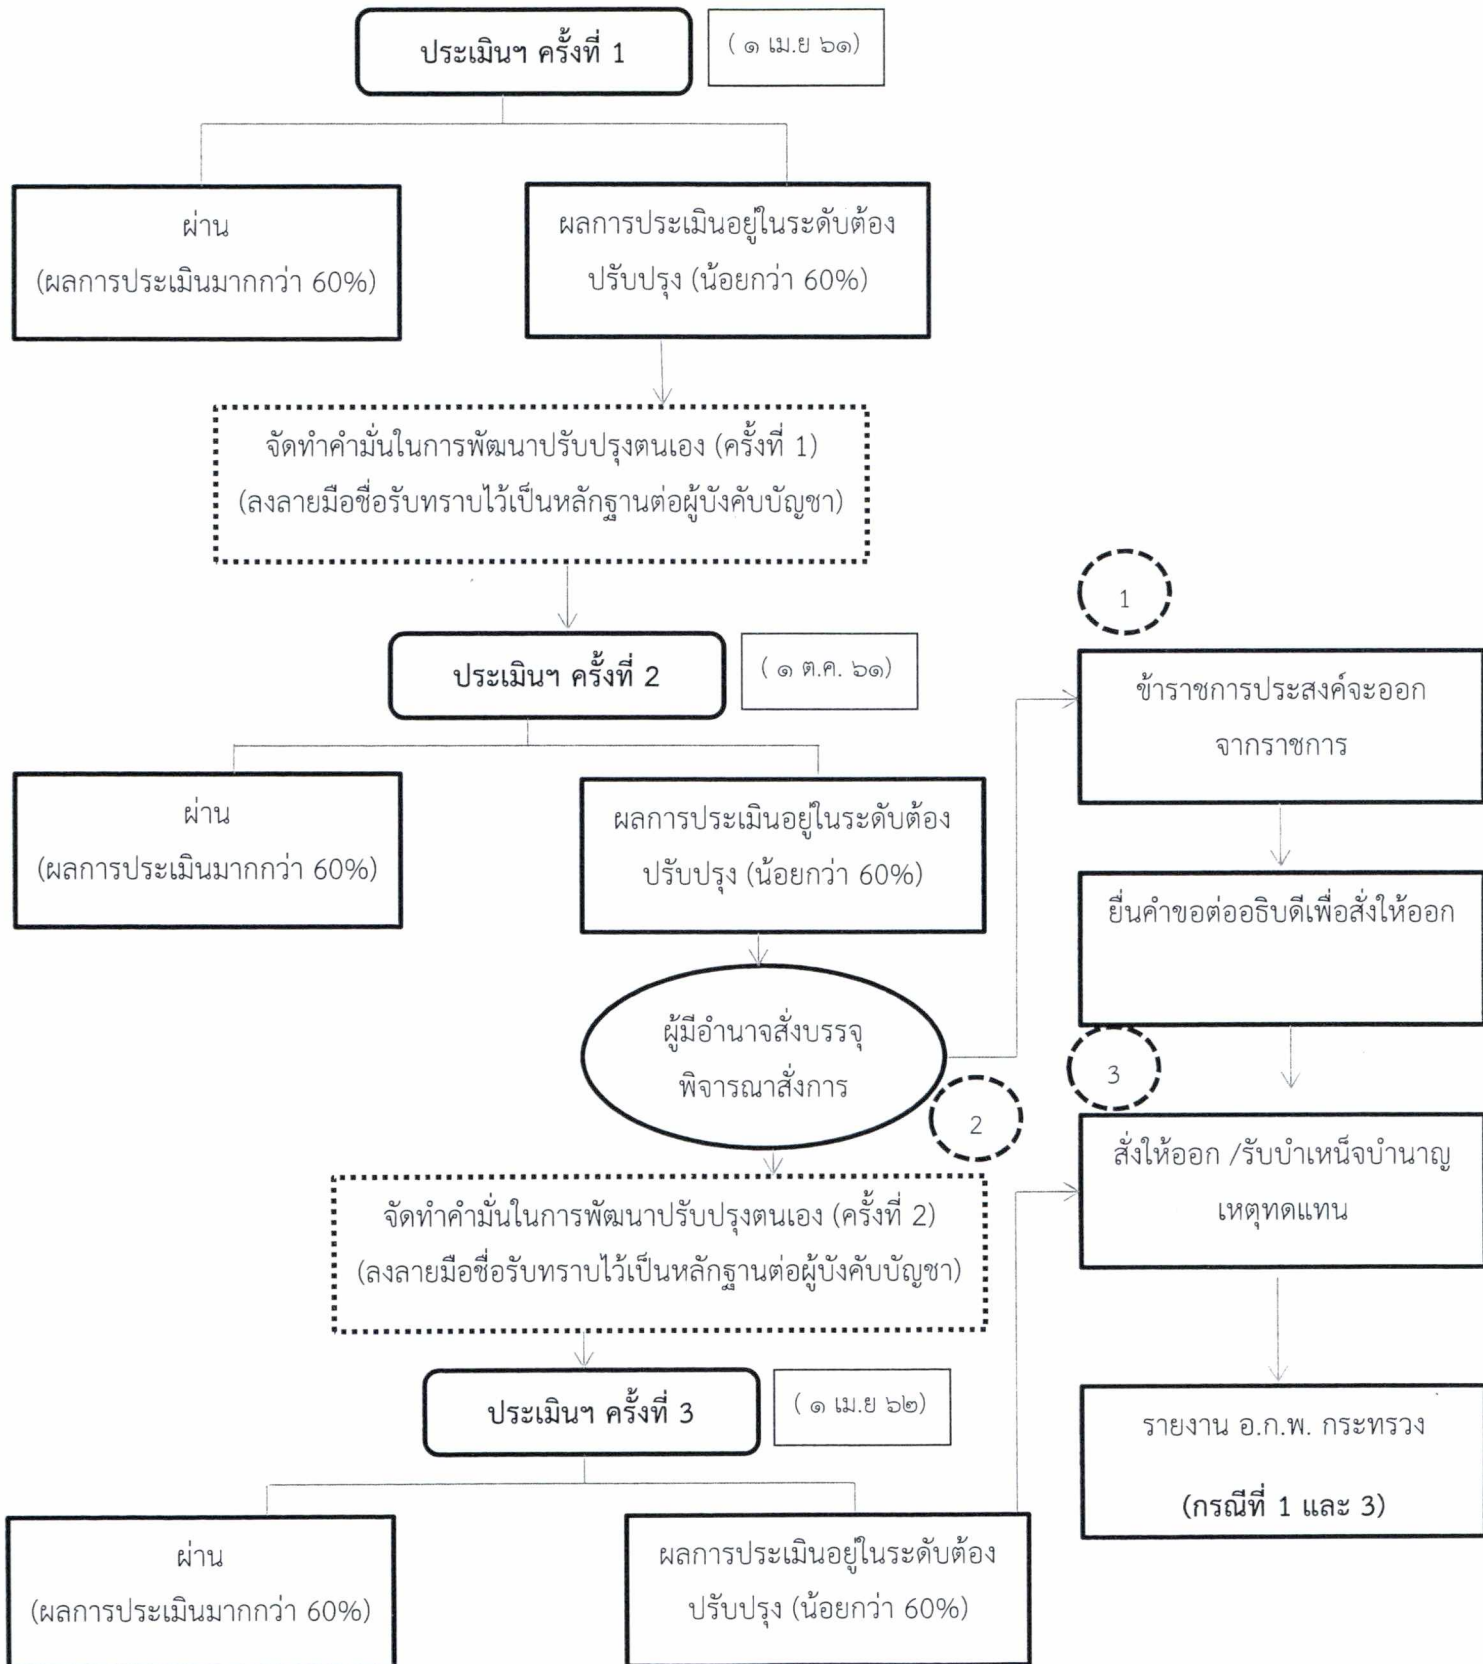 ประเมินฯ ครั้งที่ 1
( ๑ เม.ย ๖๑)
ผ่าน
(ผลการประเมินมากกว่า 60%)
ผลการประเมินอยู่ในระดับต้อง
ปรับปรุง (น้อยกว่า 60%)
จัดทำคำมั่นในการพัฒนาปรับปรุงตนเอง (ครั้งที่ 1)
(ลงลายมือชื่อรับทราบไว้เป็นหลักฐานต่อผู้บังคับบัญชา)
ประเมินฯ ครั้งที่ 2
( ๑ ต.ค. ๖๑)
ผ่าน
(ผลการประเมินมากกว่า 60%)
ผลการประเมินอยู่ในระดับต้อง
ปรับปรุง (น้อยกว่า 60%)
ผู้มีอำนาจสั่งบรรจุ
พิจารณาสั่งการ
1
ข้าราชการประสงค์จะออก
จากราชการ
ยื่นคำขอต่ออธิบดีเพื่อสั่งให้ออก
3
สั่งให้ออก /รับบำเหน็จบำนาญ
เหตุทดแทน
รายงาน อ.ก.พ. กระทรวง
(กรณีที่ 1 และ 3)
2
จัดทำคำมั่นในการพัฒนาปรับปรุงตนเอง (ครั้งที่ 2)
(ลงลายมือชื่อรับทราบไว้เป็นหลักฐานต่อผู้บังคับบัญชา)
ประเมินฯ ครั้งที่ 3
( ๑ เม.ย ๖๒)
ผ่าน
(ผลการประเมินมากกว่า 60%)
ผลการประเมินอยู่ในระดับต้อง
ปรับปรุง (น้อยกว่า 60%)